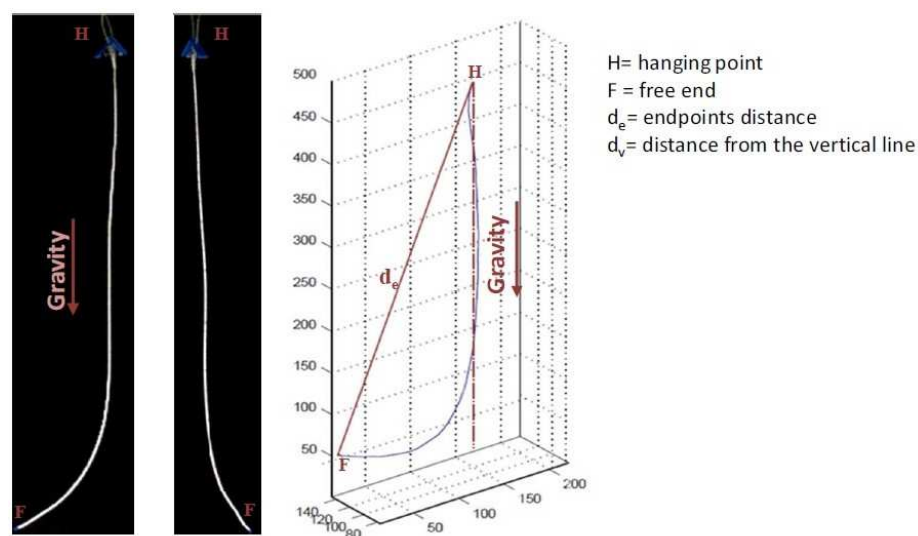 H
F
Gravity
H
F
500
450
400
350
300
250
200
150
100
50
H
dₑ
F
Gravity
140
120
100
80
50
100
150
200
H= hanging point
F = free end
dₑ= endpoints distance
dᵥ= distance from the vertical line